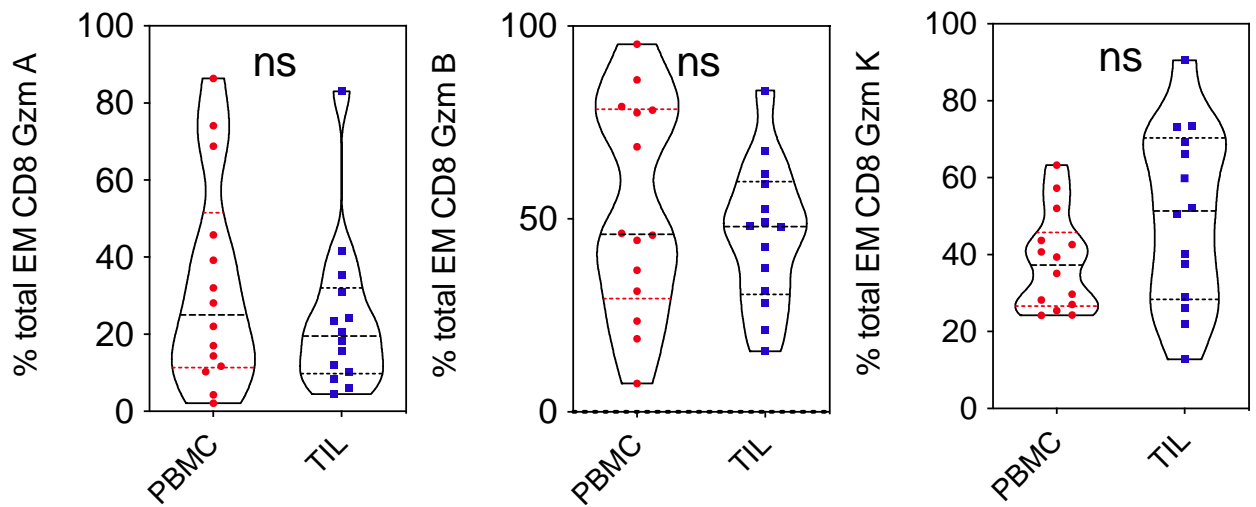 % total EM CD8 Gzm A
100
80
60
40
20
0
ns
PBMC
TIL
% total EM CD8 Gzm B
100
50
0
ns
PBMC
TIL
% total EM CD8 Gzm K
100
80
60
40
20
0
ns
PBMC
TIL